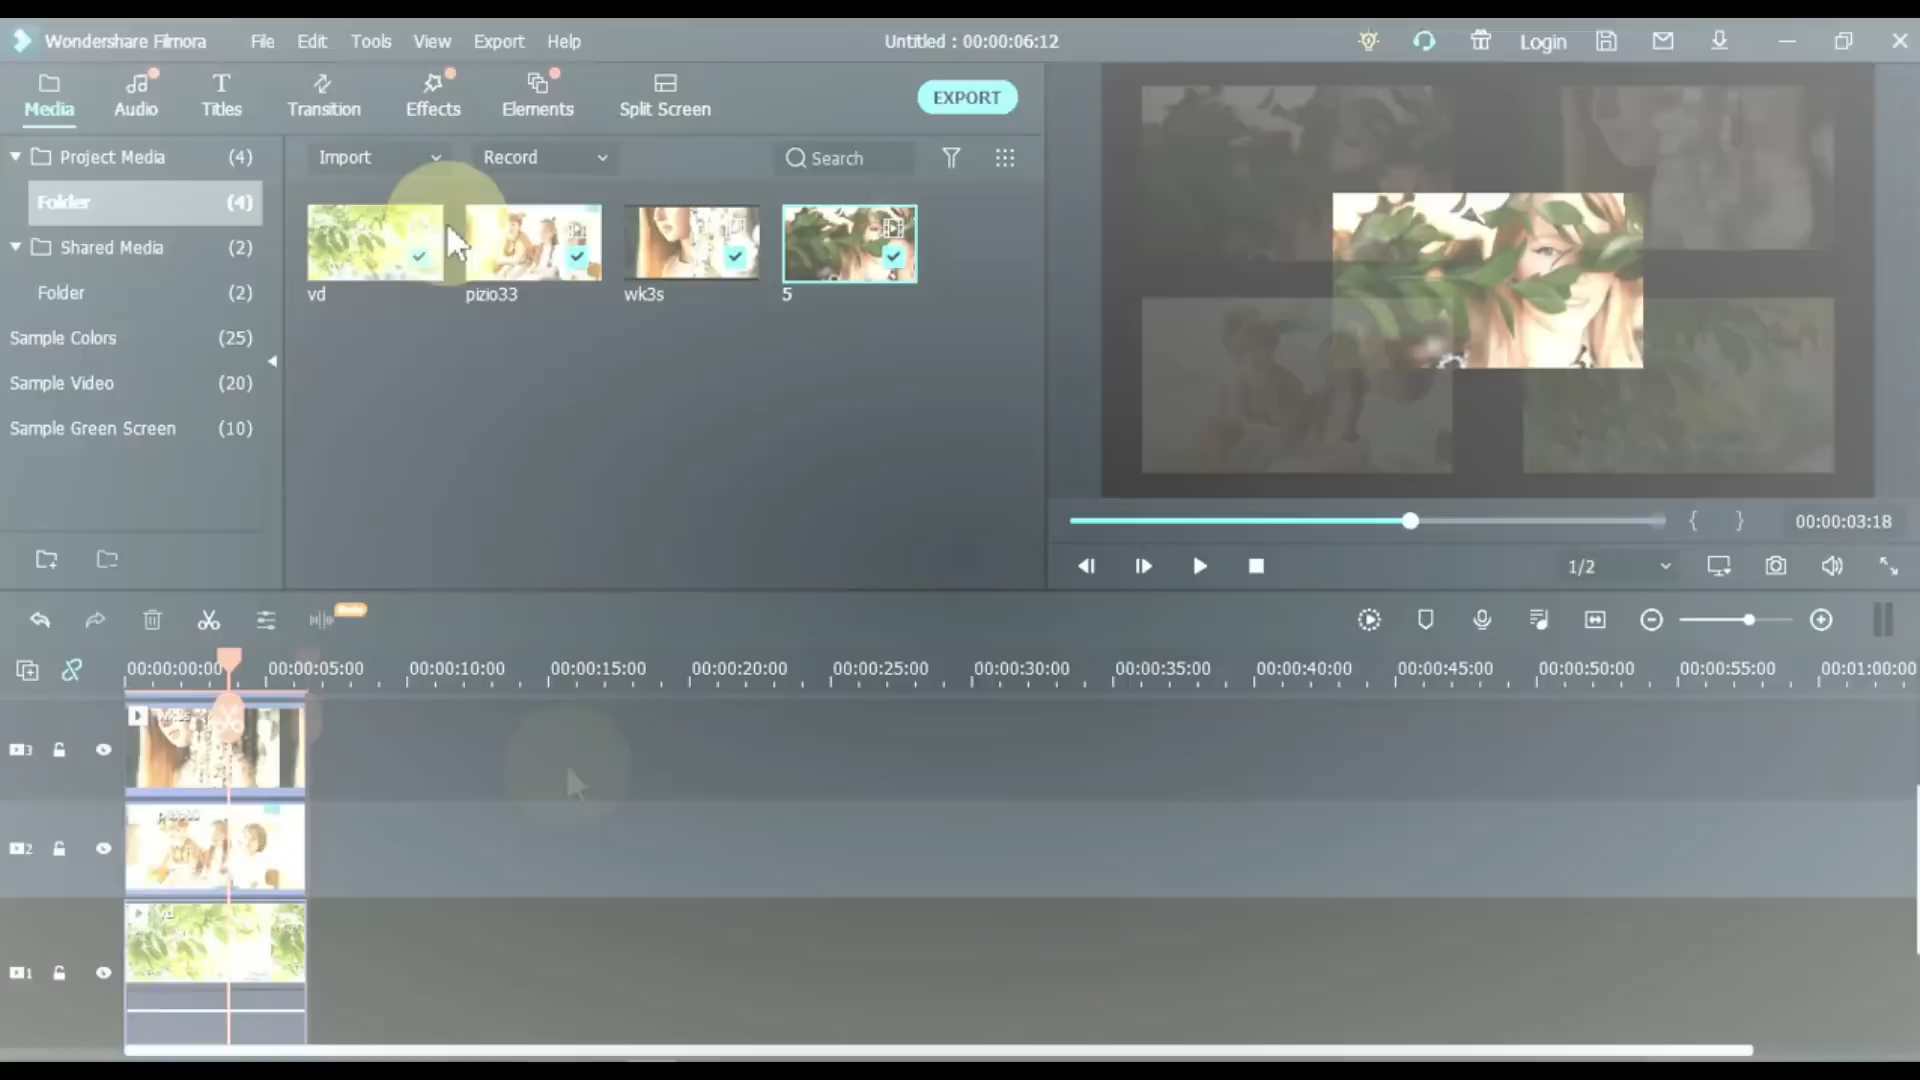 Wondershare Filmora File Edit Tools View Export Help Untitled : 00:00:06:12 Login
Media Audio Titles Transition Effects Elements Split Screen EXPORT
Project Media (4)
Folder (4)
Shared Media (2)
Folder (2)
Sample Colors (25)
Sample Video (20)
Sample Green Screen (10)
Import Record Search
vd pizio33 wk3s 5
00:00:03:18
1/2
00:00:00:00 00:00:05:00 00:00:10:00 00:00:15:00 00:00:20:00 00:00:25:00 00:00:30:00 00:00:35:00 00:00:40:00 00:00:45:00 00:00:50:00 00:00:55:00 00:01:00:00
3
2
1